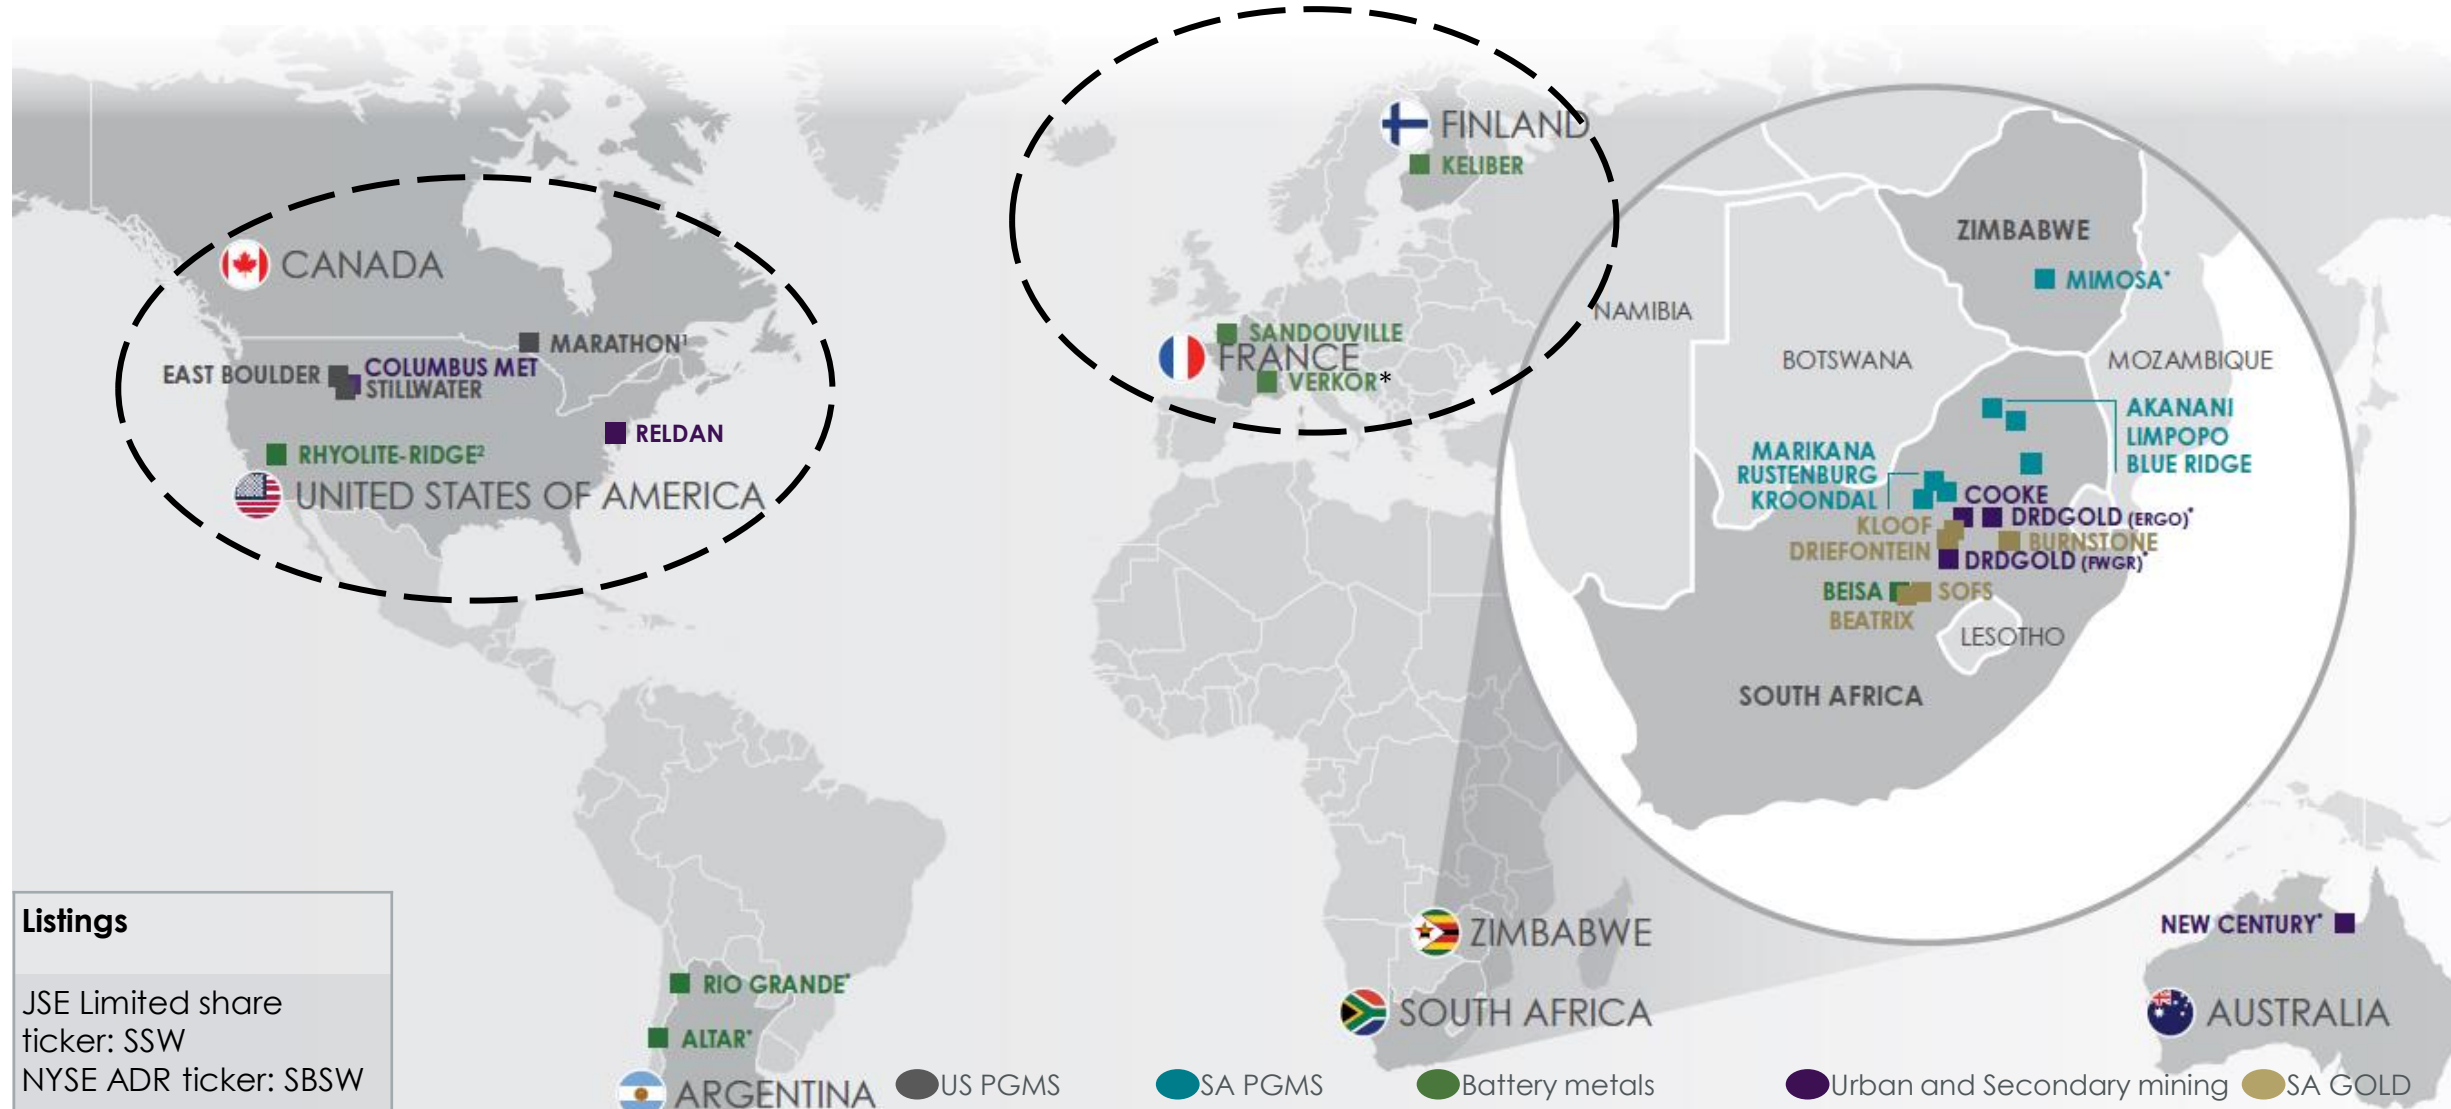 FINLAND
KELIBER
CANADA
MARATHON¹
EAST BOULDER
COLUMBUS MET
STILLWATER
RELDAN
RHYOLITE-RIDGE²
UNITED STATES OF AMERICA
SANDOUVILLE
FRANCE
VERKOR*
ZIMBABWE
MIMOSA*
NAMIBIA
BOTSWANA
MOZAMBIQUE
AKANANI
LIMPOPO
BLUE RIDGE
MARIKANA
RUSTENBURG
KROONDAL
COOKE
DRDGOLD (ERGO)*
KLOOF
BURNSTONE
DRIEFONTEIN
DRDGOLD (FWGR)*
BEISA
SOFS
BEATRIX
LESOTHO
SOUTH AFRICA
Listings
JSE Limited share
ticker: SSW
NYSE ADR ticker: SBSW
RIO GRANDE*
ALTAR*
ARGENTINA
ZIMBABWE
SOUTH AFRICA
NEW CENTURY*
AUSTRALIA
US PGMS
SA PGMS
Battery metals
Urban and Secondary mining
SA GOLD